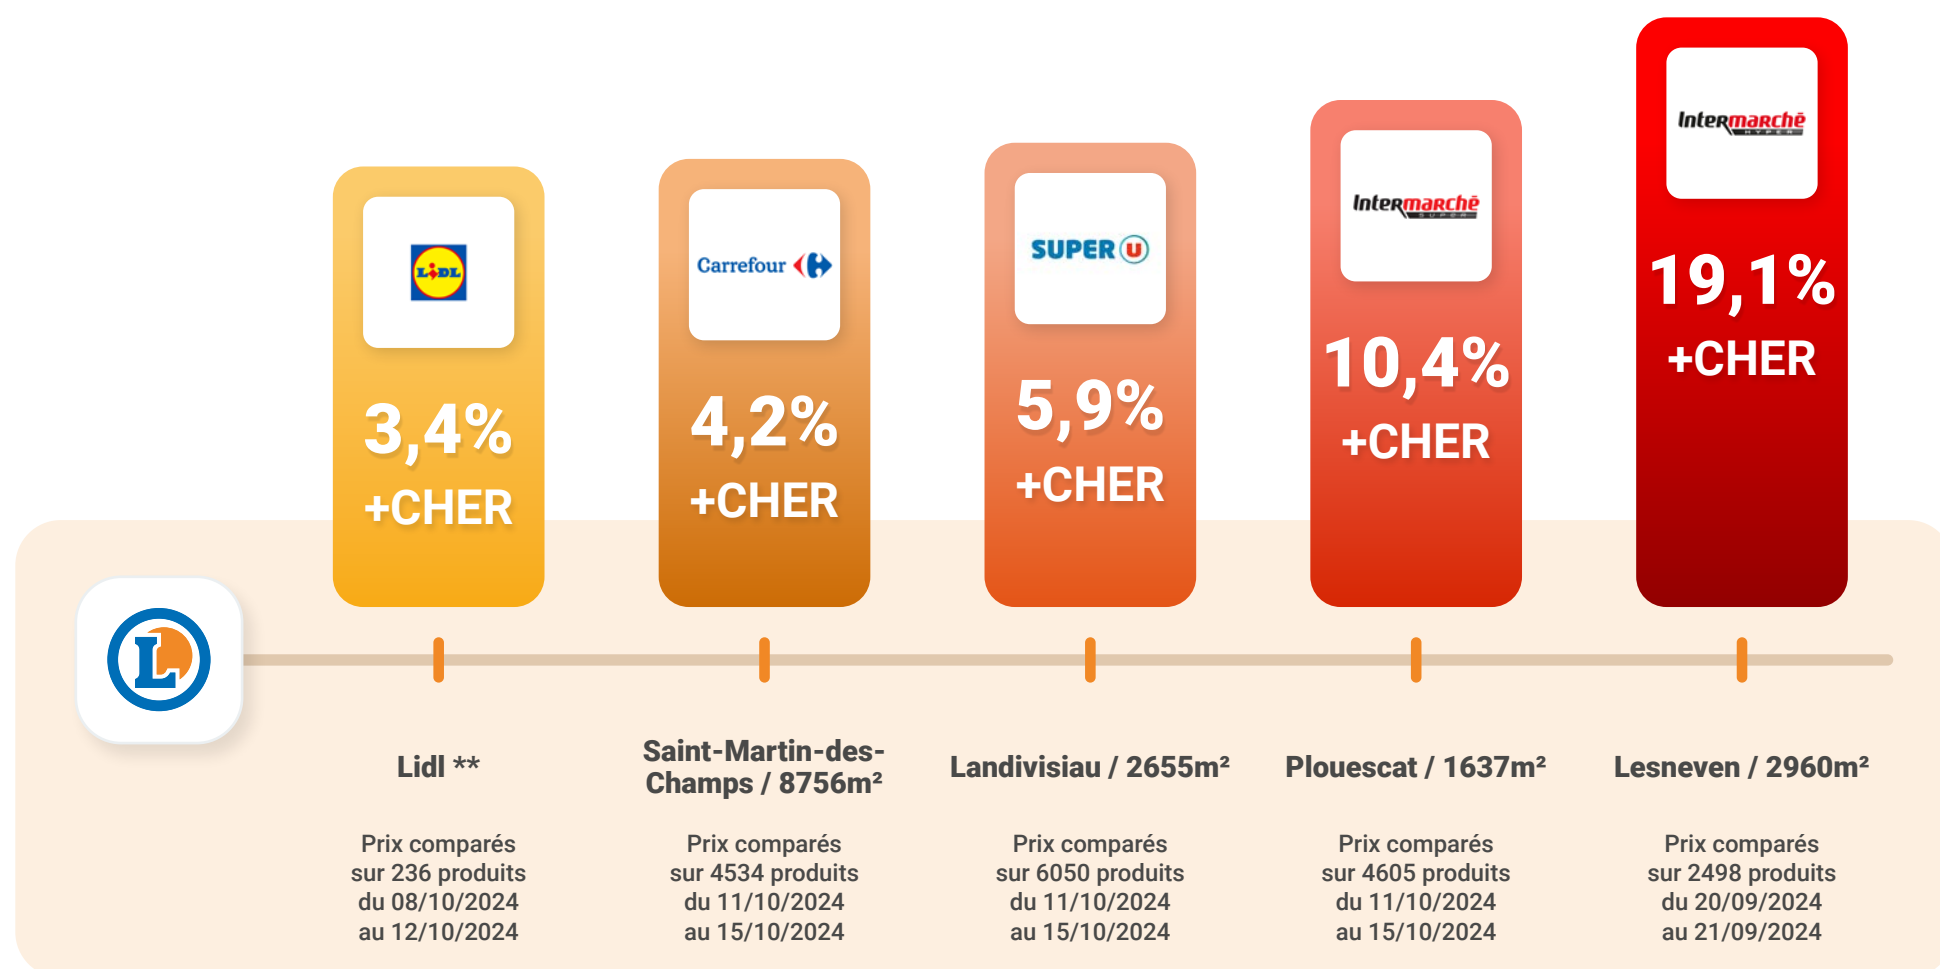 LIDL
3,4%
+CHER
Carrefour
4,2%
+CHER
SUPER U
5,9%
+CHER
Intermarchē
SUPER
10,4%
+CHER
Intermarchē
HYPER
19,1%
+CHER
L
Lidl **
Prix comparés
sur 236 produits
du 08/10/2024
au 12/10/2024
Saint-Martin-des-
Champs / 8756m²
Prix comparés
sur 4534 produits
du 11/10/2024
au 15/10/2024
Landivisiau / 2655m²
Prix comparés
sur 6050 produits
du 11/10/2024
au 15/10/2024
Plouescat / 1637m²
Prix comparés
sur 4605 produits
du 11/10/2024
au 15/10/2024
Lesneven / 2960m²
Prix comparés
sur 2498 produits
du 20/09/2024
au 21/09/2024